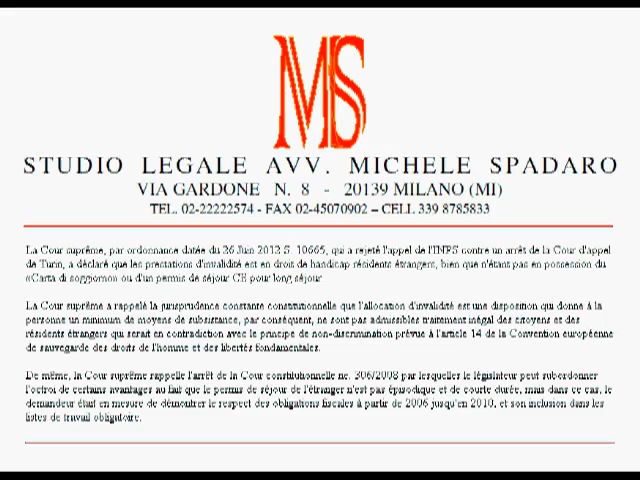 MS
STUDIO LEGALE AVV. MICHELE SPADARO
VIA GARDONE N. 8 - 20139 MILANO (MI)
TEL. 02-22222574 - FAX 02-45070902 – CELL 339 8785833
La Cour suprême, par ordonnance datée du 26 Juin 2012 S. 10665, qui a rejeté l'appel de l'INPS contre un arrêt de la Cour d'appel
de Turin, a déclaré que les prestations d'invalidité est en droit de handicap résidents étrangers, bien que n'étant pas en possession du
«Carta di soggiorno» ou d'un permis de séjour CE pour long séjour
La Cour suprême a rappelé la jurisprudence constante constitutionnelle que l'allocation d'invalidité est une disposition qui donne à la
personne un minimum de moyens de subsistance, par conséquent, ne sont pas admissibles traitement inégal des citoyens et des
résidents étrangers qui serait en contradiction avec le principe de non-discrimination prévue à l'article 14 de la Convention européenne
de sauvegarde des droits de l'homme et des libertés fondamentales.
De même, la Cour suprême rappelle l'arrêt de la Cour constitutionnelle ne. 306/2008 par lesquelles le législateur peut subordonner
l'octroi de certains avantages au fait que le permis de séjour de l'étranger n'est pas épisodique et de courte durée, mais dans ce cas, le
demandeur était en mesure de démontrer le respect des obligations fiscales à partir de 2006 jusqu'en 2010, et son inclusion dans les
listes de travail obligatoire.